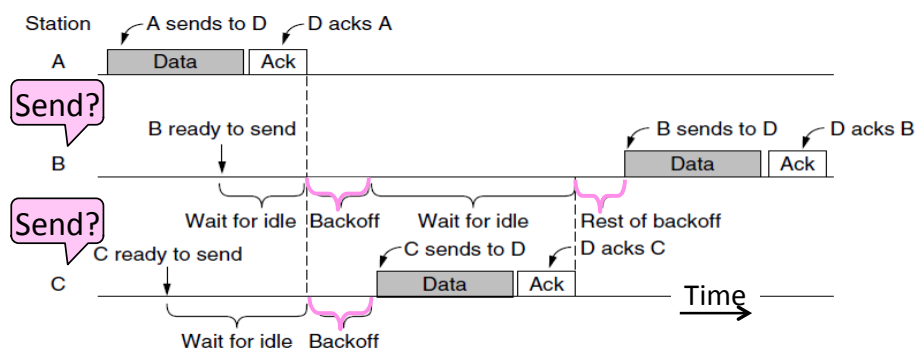 Station
A sends to D
D acks A
A
Data
Ack
Send?
B ready to send
B sends to D
D acks B
B
Data
Ack
Wait for idle
Backoff
Wait for idle
Rest of backoff
Send?
C ready to send
C sends to D
D acks C
C
Data
Ack
Time
Wait for idle
Backoff